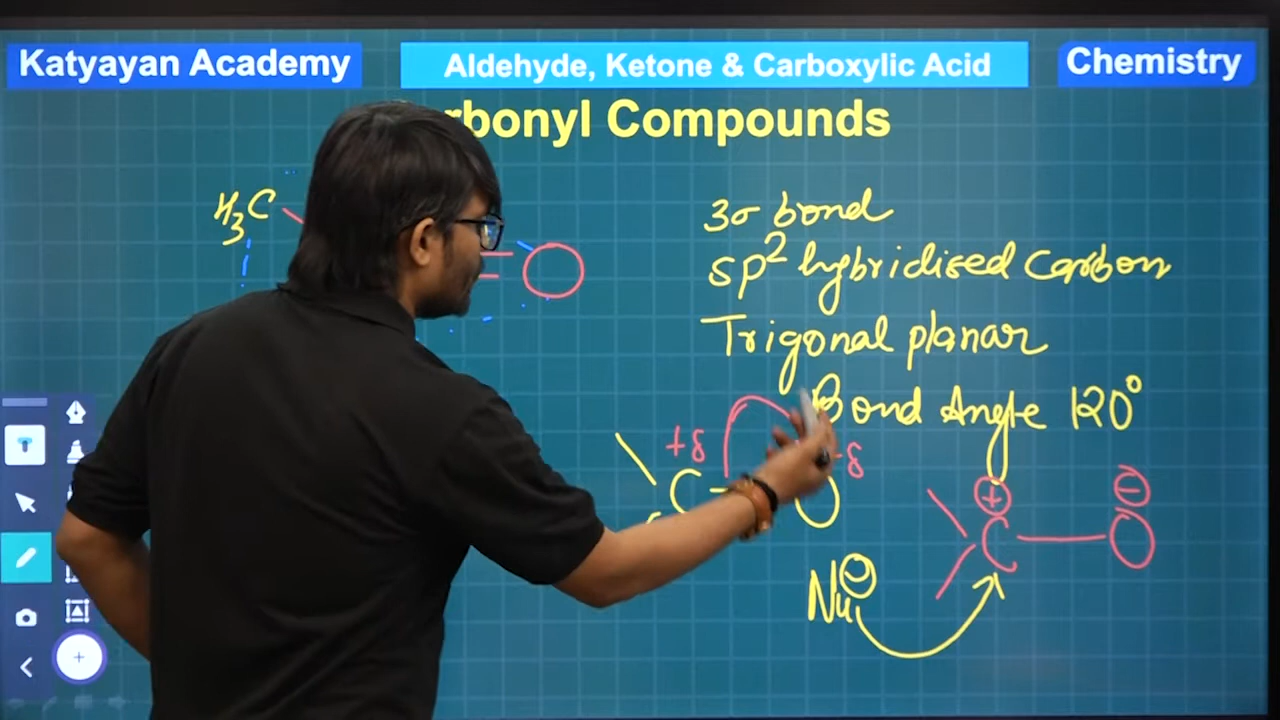 Katyayan Academy
Aldehyde, Ketone & Carboxylic Acid
Chemistry
rbonyl Compounds
H3C
O
3σ bond
sp² hybridised Carbon
Trigonal planar
Bond Angle 120°
+δ
-δ
C
O
+
-
C
O
Nu⊖